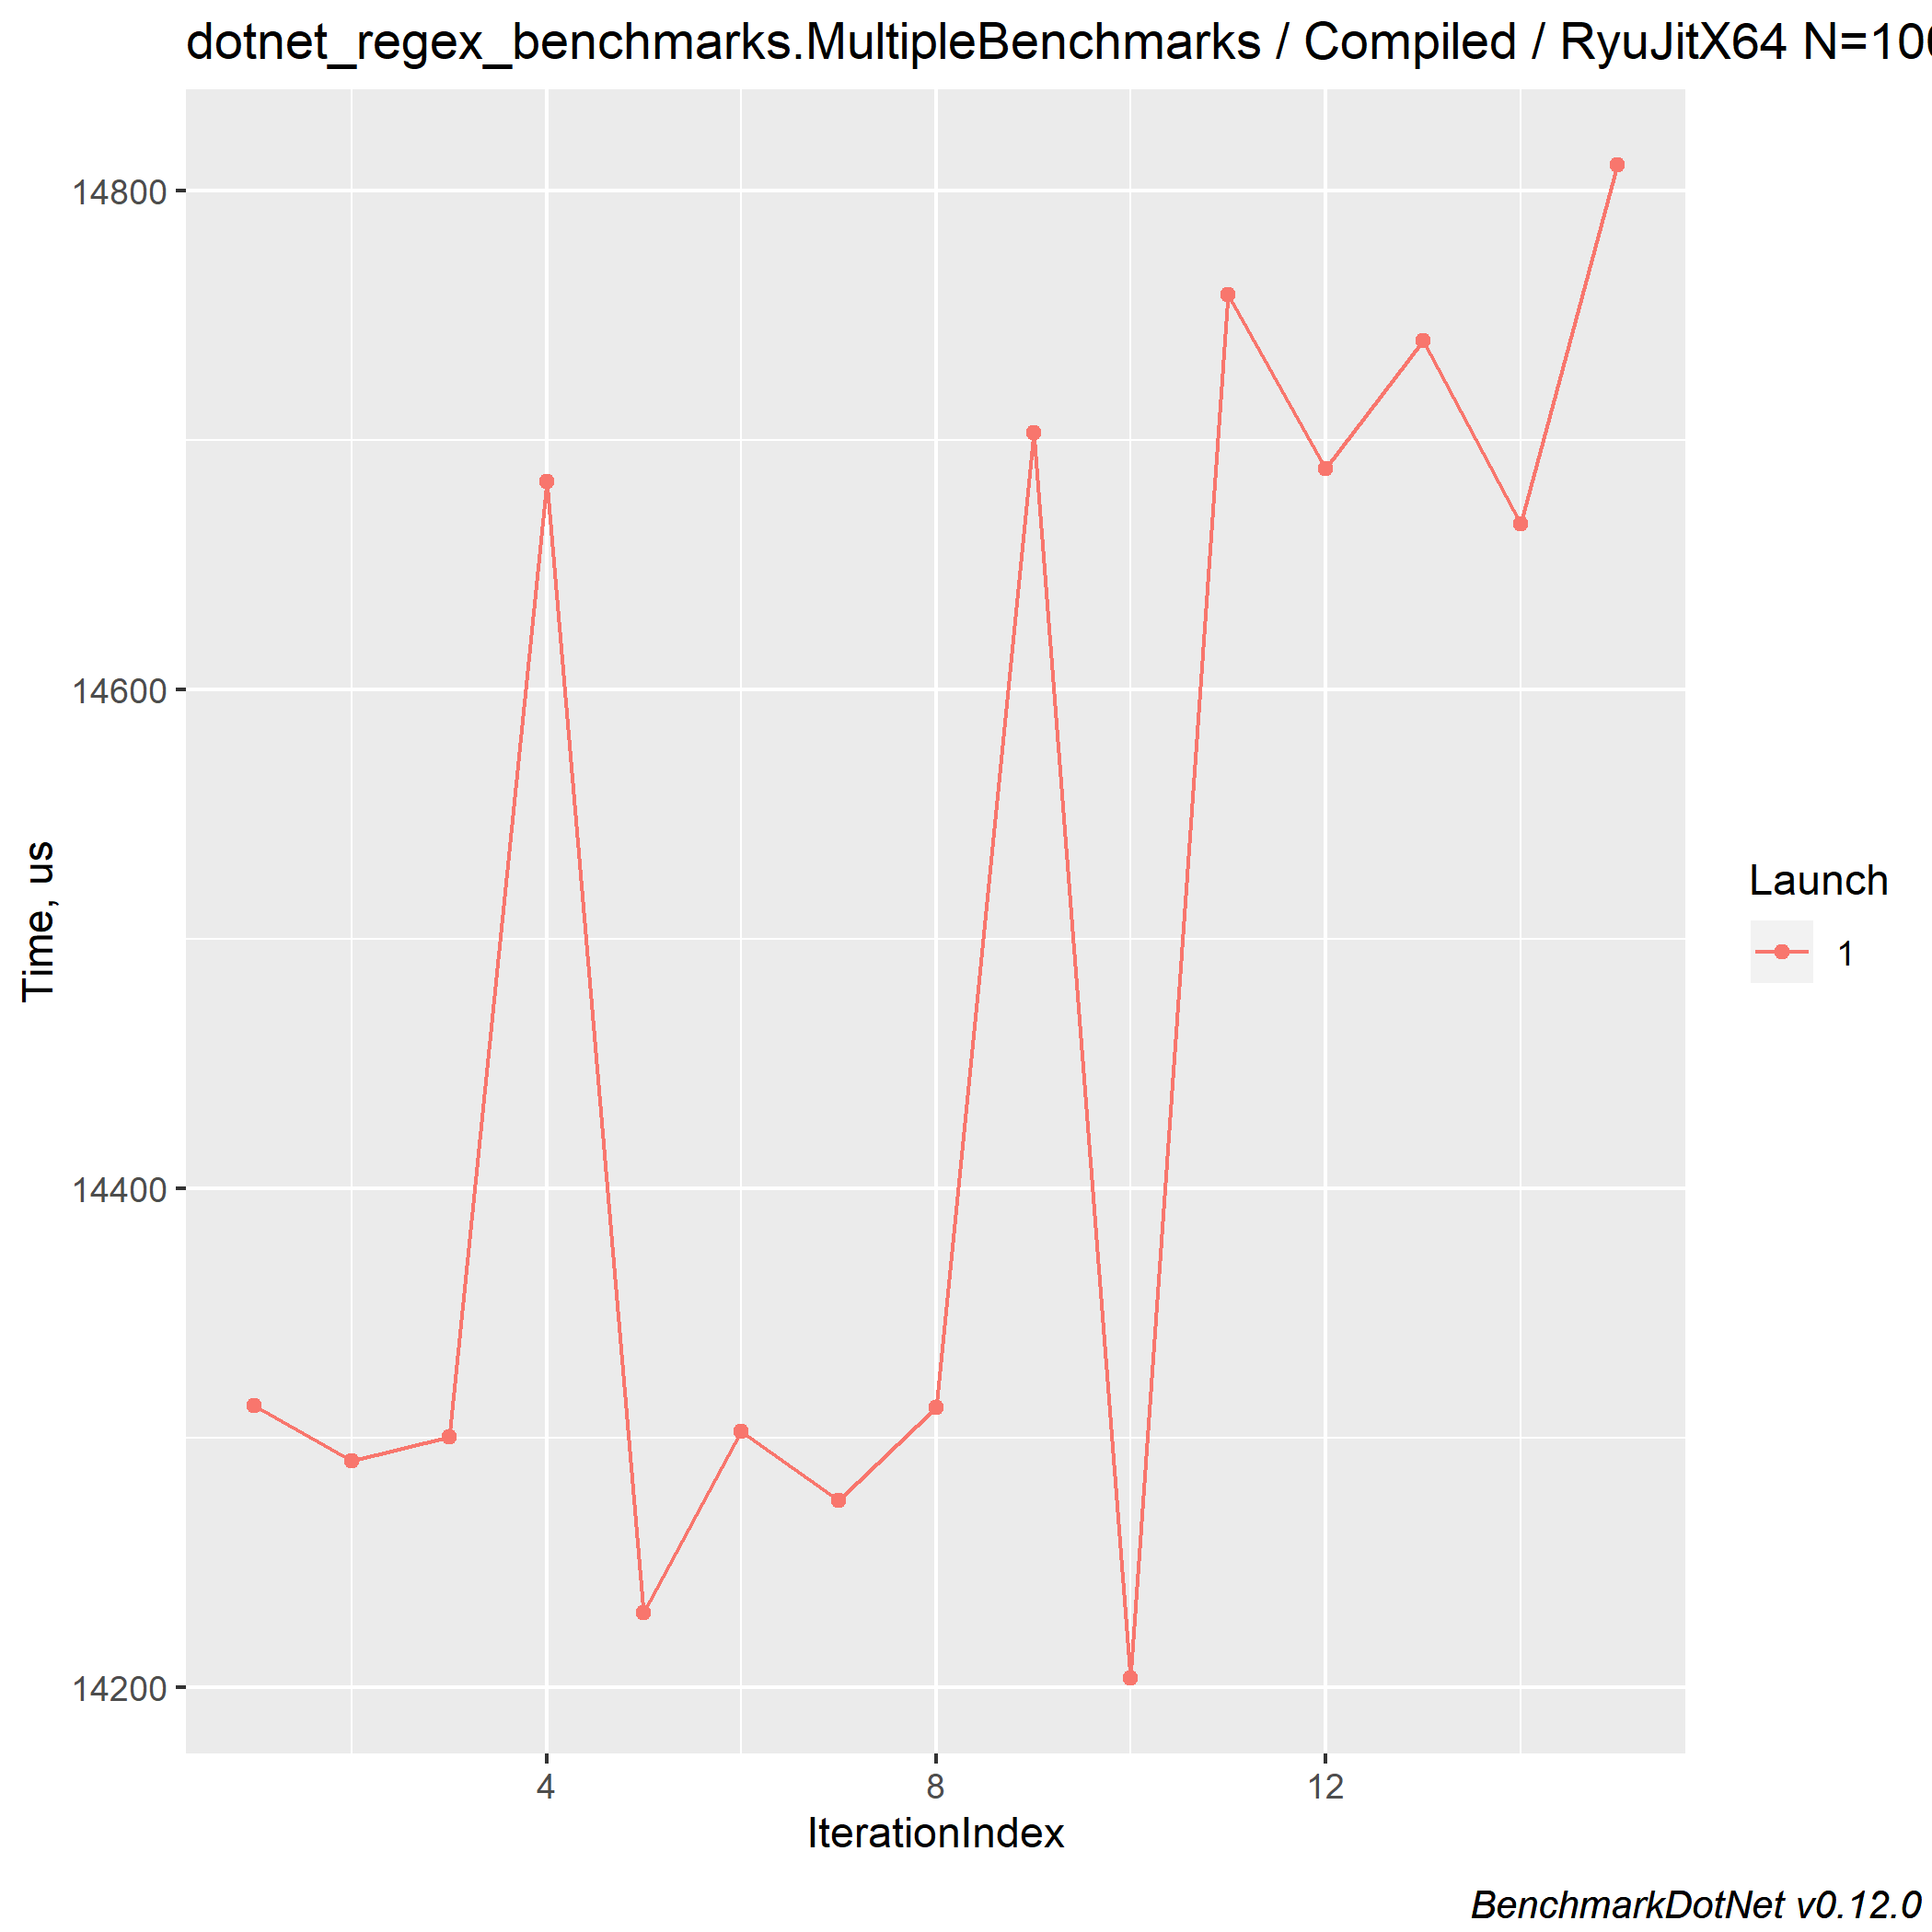 dotnet_regex_benchmarks.MultipleBenchmarks / Compiled / RyuJitX64 N=100
14800
14600
14400
14200
Time, us
4 8 12
IterationIndex
Launch
1
BenchmarkDotNet v0.12.0